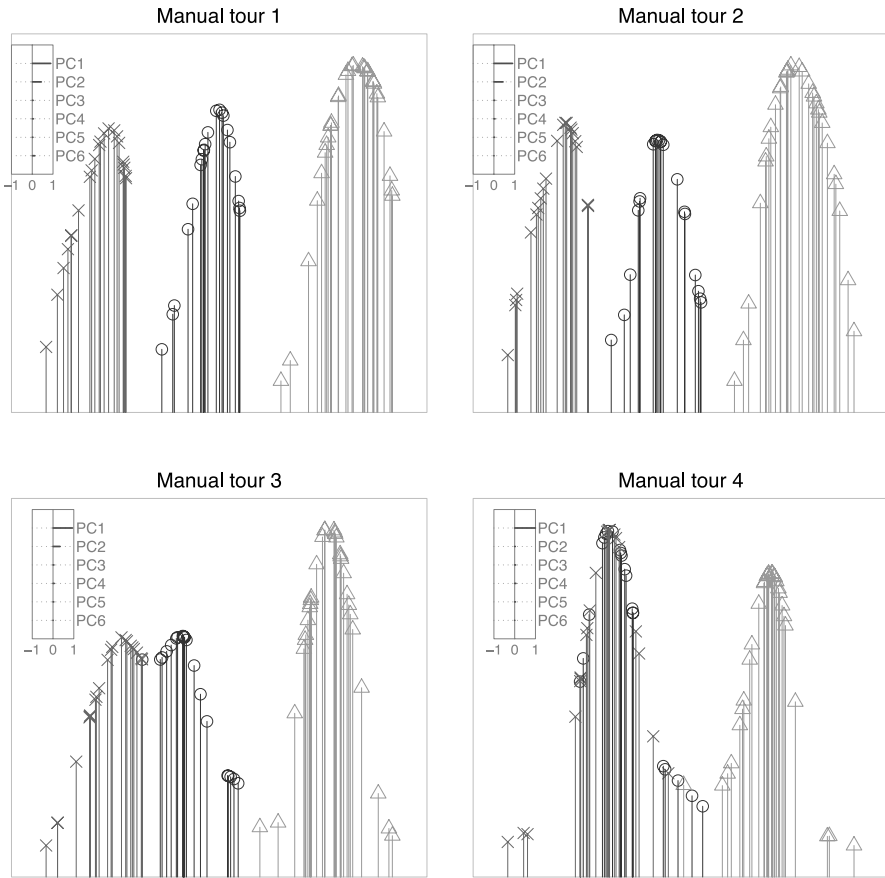 Manual tour 1
PC1
PC2
PC3
PC4
PC5
PC6
−1 0 1
Manual tour 2
PC1
PC2
PC3
PC4
PC5
PC6
−1 0 1
Manual tour 3
PC1
PC2
PC3
PC4
PC5
PC6
−1 0 1
Manual tour 4
PC1
PC2
PC3
PC4
PC5
PC6
−1 0 1